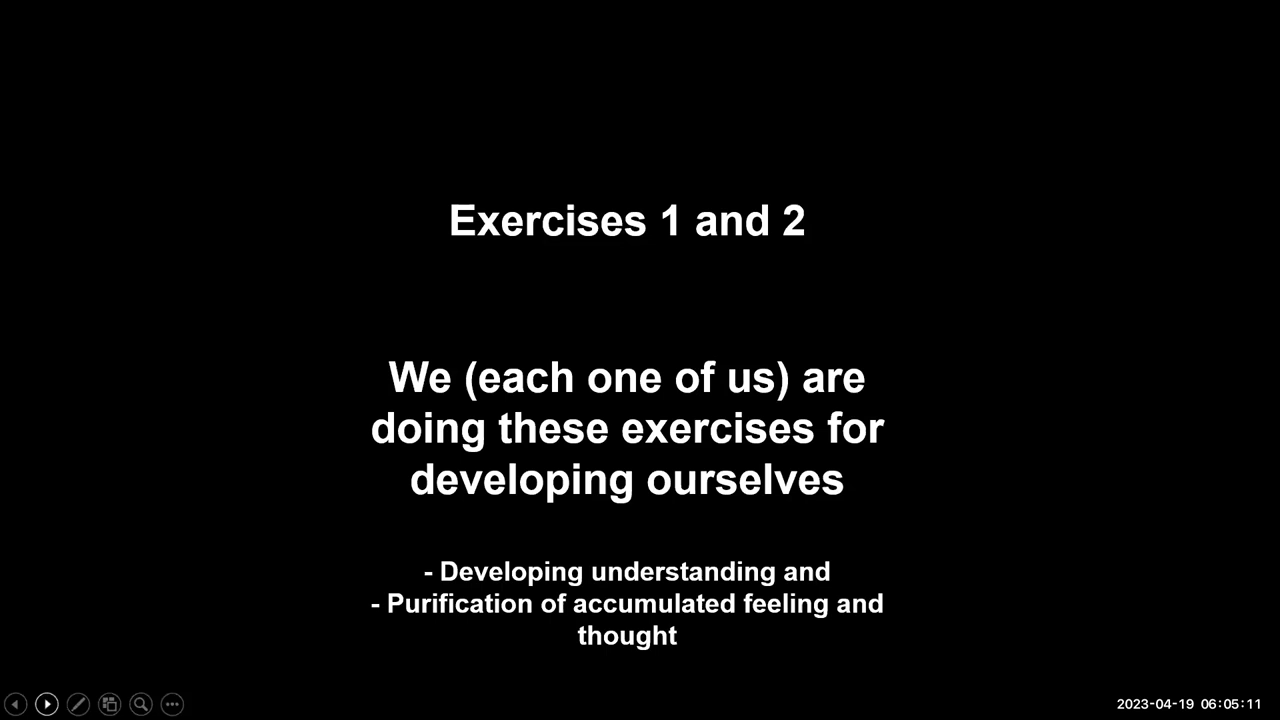 Exercises 1 and 2
We (each one of us) are
doing these exercises for
developing ourselves
- Developing understanding and
- Purification of accumulated feeling and
thought
2023-04-19 06:05:11